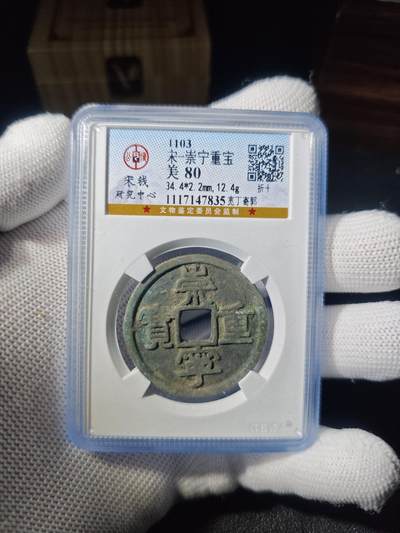 1103
宋·崇宁重宝
美 80
34.4*2.2mm,12.4g 折十
宋钱
研究中心
1117147835
★ 文物鉴定委员会监制 ★
崇
寳 重
寧